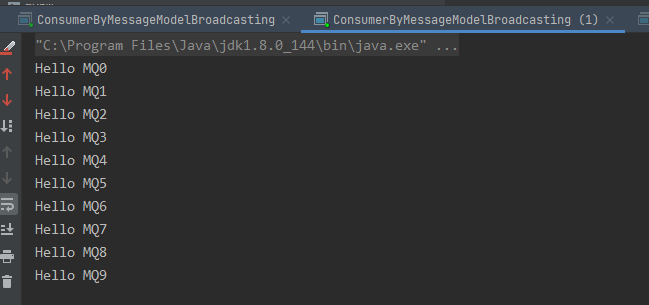 ConsumerByMessageModelBroadcasting
ConsumerByMessageModelBroadcasting (1)
"C:\Program Files\Java\jdk1.8.0_144\bin\java.exe" ...
Hello MQ0
Hello MQ1
Hello MQ2
Hello MQ3
Hello MQ4
Hello MQ5
Hello MQ6
Hello MQ7
Hello MQ8
Hello MQ9